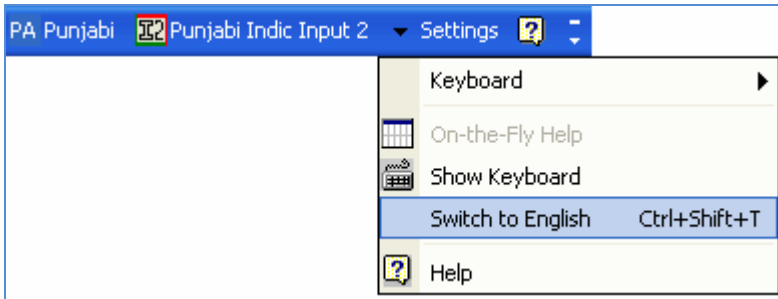 PA Punjabi I2 Punjabi Indic Input 2 Settings ?
Keyboard
On-the-Fly Help
Show Keyboard
Switch to English Ctrl+Shift+T
? Help